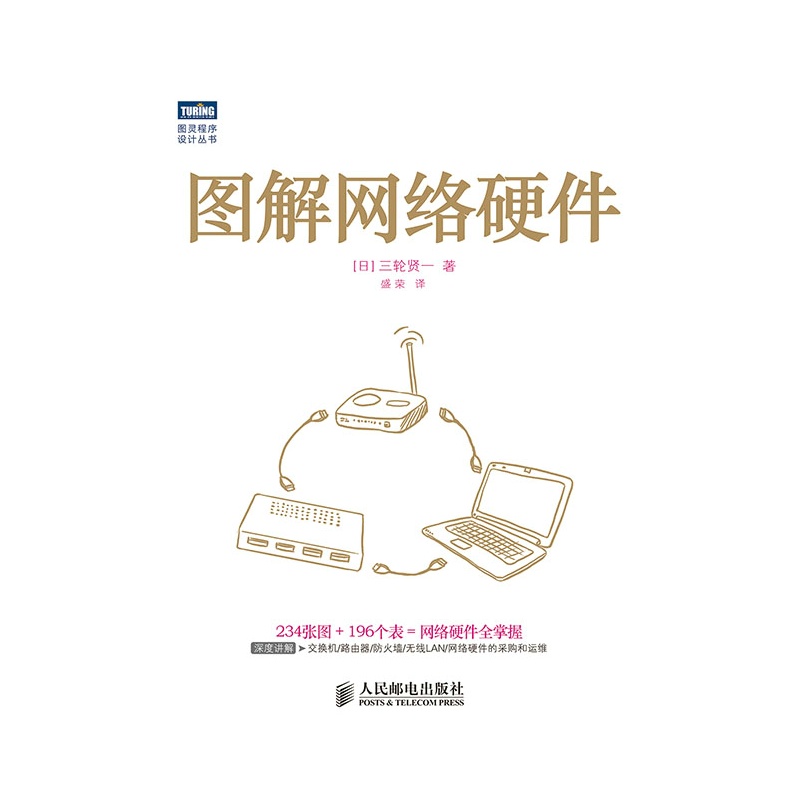 TURING
图灵程序
设计丛书
图解网络硬件
[日] 三轮贤一 著
盛荣 译
234张图 + 196个表 = 网络硬件全掌握
深度讲解 ➤ 交换机/路由器/防火墙/无线LAN/网络硬件的采购和运维
人民邮电出版社
POSTS & TELECOM PRESS